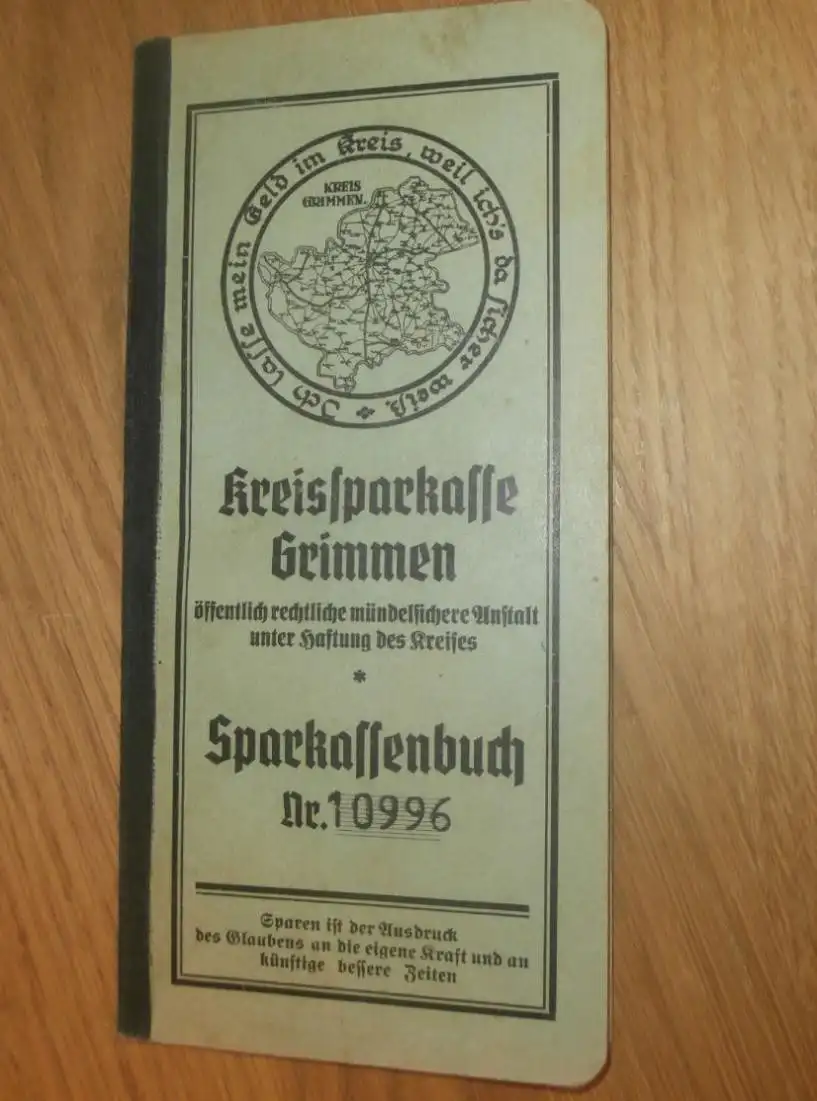 Ich lasse mein Geld im Kreis, weil ich's da sicher weiß.
KREIS
GRIMMEN.
Kreissparkasse
Grimmen
öffentlich rechtliche mündelsichere Anstalt
unter Haftung des Kreises
*
Sparkassenbuch
Nr. 10996
Sparen ist der Ausdruck
des Glaubens an die eigene Kraft und an
künftige bessere Zeiten